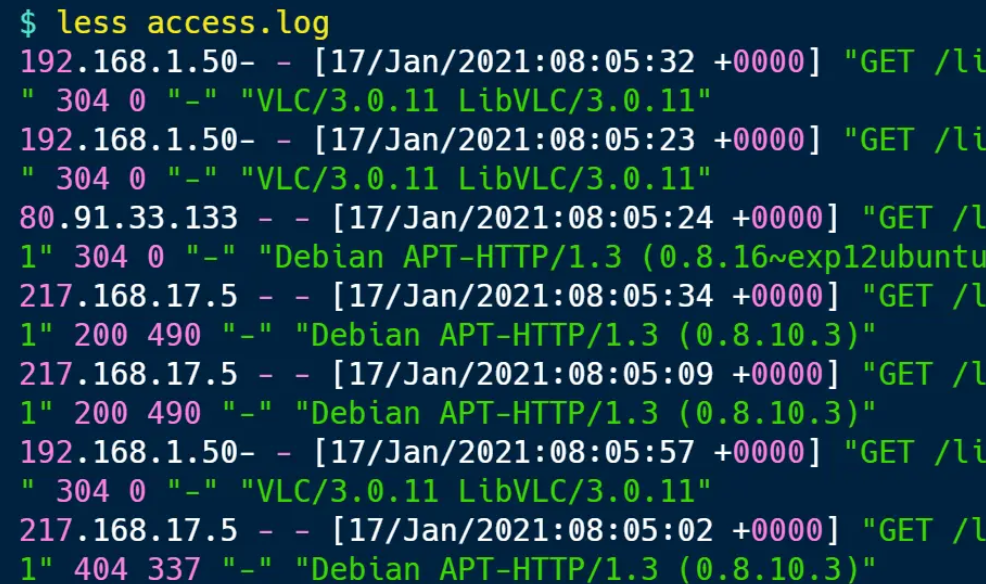 $ less access.log
192.168.1.50- - [17/Jan/2021:08:05:32 +0000] "GET /li
" 304 0 "-" "VLC/3.0.11 LibVLC/3.0.11"
192.168.1.50- - [17/Jan/2021:08:05:23 +0000] "GET /li
" 304 0 "-" "VLC/3.0.11 LibVLC/3.0.11"
80.91.33.133 - - [17/Jan/2021:08:05:24 +0000] "GET /l
1" 304 0 "-" "Debian APT-HTTP/1.3 (0.8.16~exp12ubuntu
217.168.17.5 - - [17/Jan/2021:08:05:34 +0000] "GET /l
1" 200 490 "-" "Debian APT-HTTP/1.3 (0.8.10.3)"
217.168.17.5 - - [17/Jan/2021:08:05:09 +0000] "GET /l
1" 200 490 "-" "Debian APT-HTTP/1.3 (0.8.10.3)"
192.168.1.50- - [17/Jan/2021:08:05:57 +0000] "GET /li
" 304 0 "-" "VLC/3.0.11 LibVLC/3.0.11"
217.168.17.5 - - [17/Jan/2021:08:05:02 +0000] "GET /l
1" 404 337 "-" "Debian APT-HTTP/1.3 (0.8.10.3)"